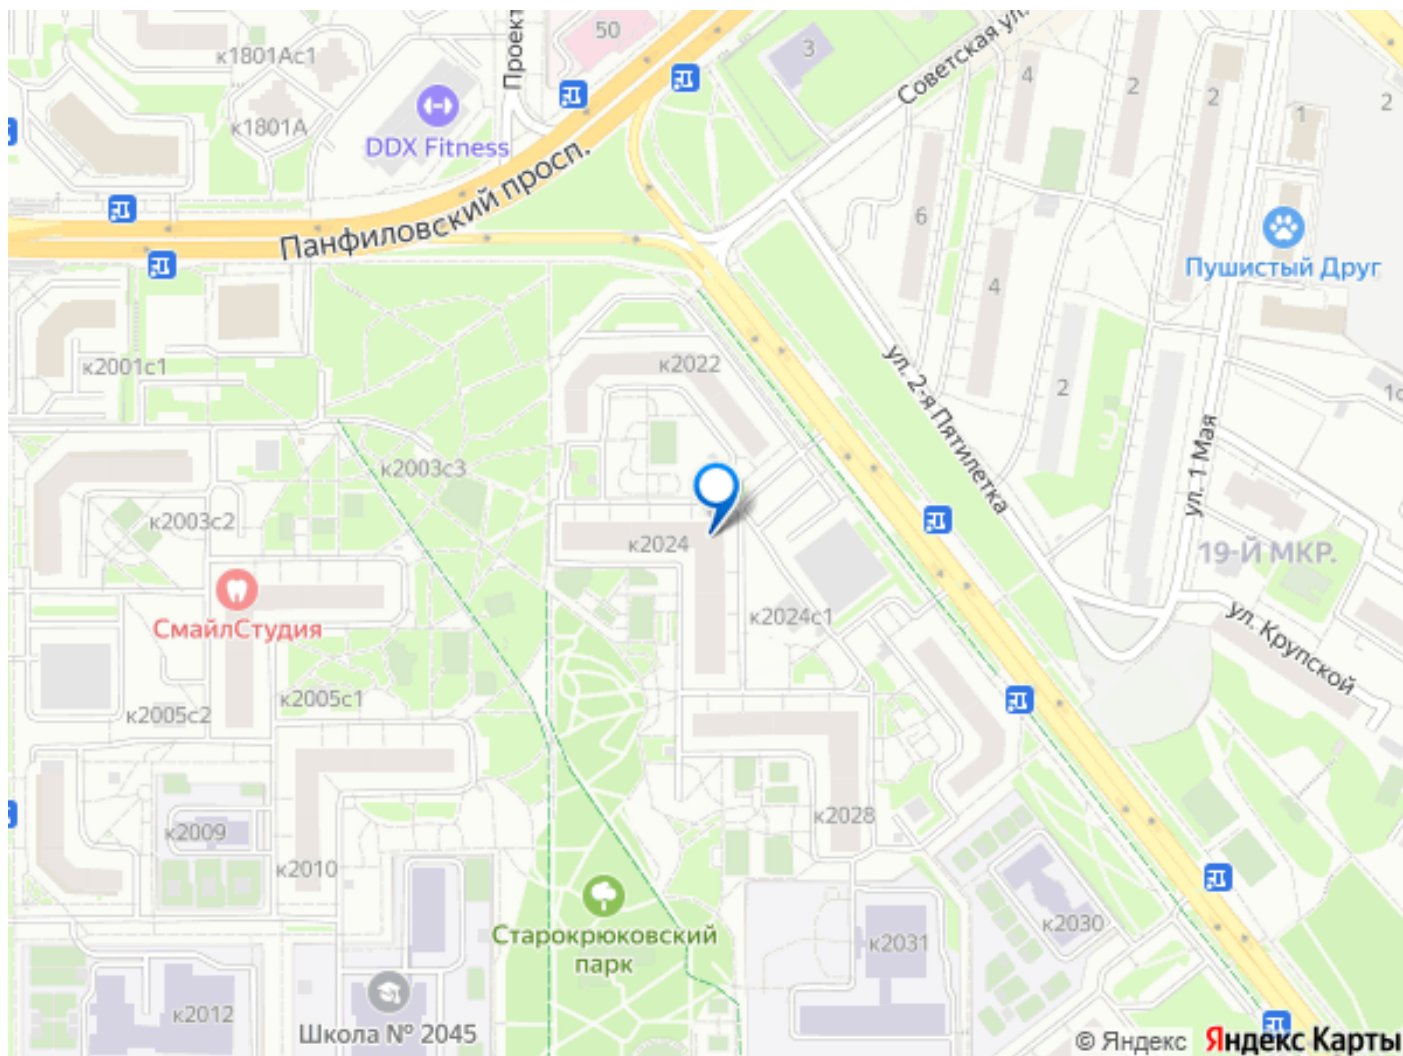 50
Проект
3
Советская ул.
к1801Ас1
4
2
2
1
2
к1801А
DDX Fitness
Панфиловский просп.
6
Пушистый Друг
4
к2001с1
к2022
ул. 2-я Пятилетка
2
1с
ул. 1 Мая
к2003с3
к2003с2
к2024
19-Й МКР.
СмайлСтудия
к2024с1
ул. Крупской
к2005с1
к2005с2
к2028
к2009
к2010
Старокрюковский
парк
к2030
к2031
к2012
Школа № 2045
© Яндекс Яндекс Карты